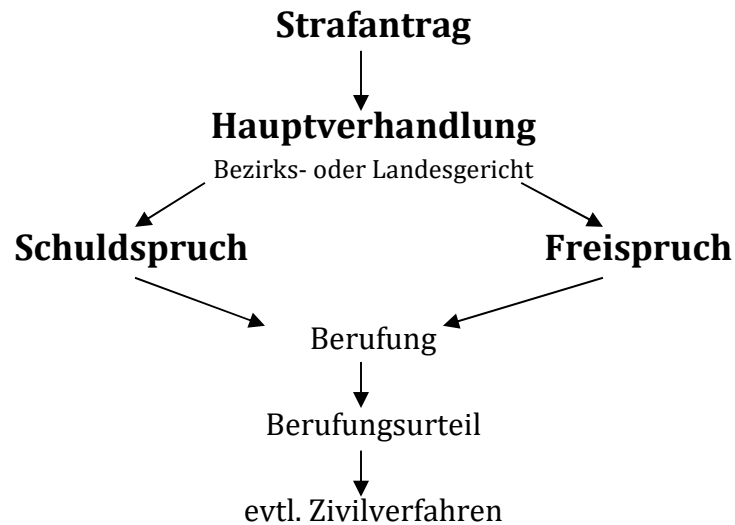 Strafantrag
Hauptverhandlung
Bezirks- oder Landesgericht
Schuldspruch
Freispruch
Berufung
Berufungsurteil
evtl. Zivilverfahren